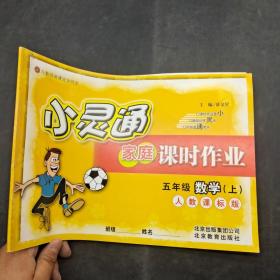 小灵通
家庭 课时作业
五年级 数学（上）
人教课标版
班级 姓名
北京出版集团公司
北京教育出版社